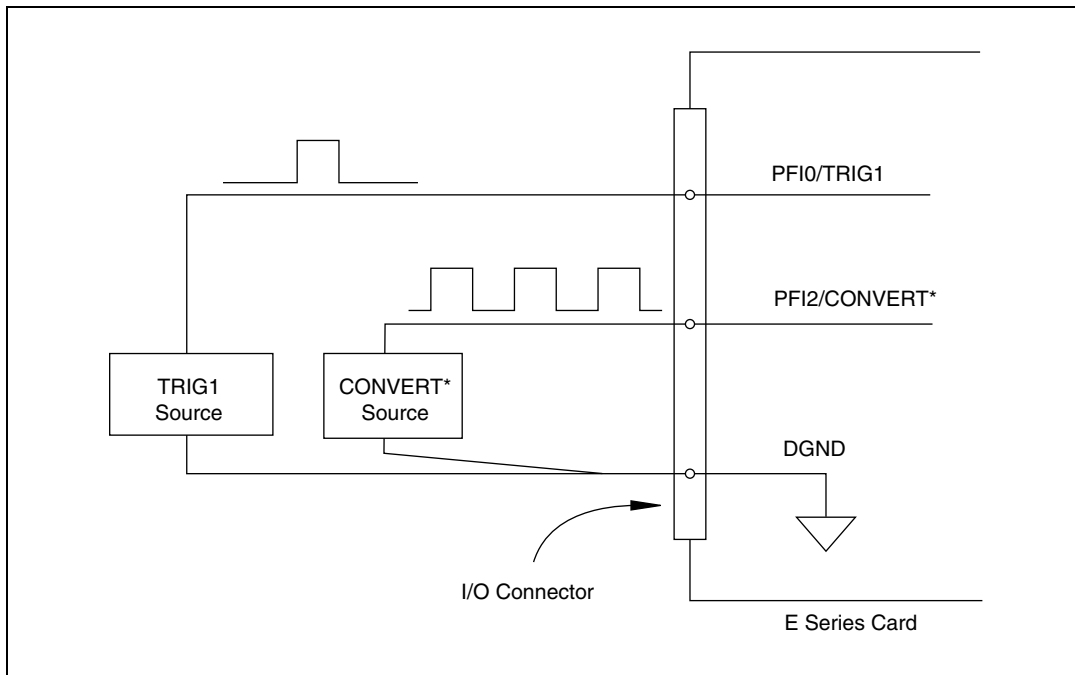 PFI0/TRIG1
PFI2/CONVERT*
TRIG1
Source
CONVERT*
Source
DGND
I/O Connector
E Series Card